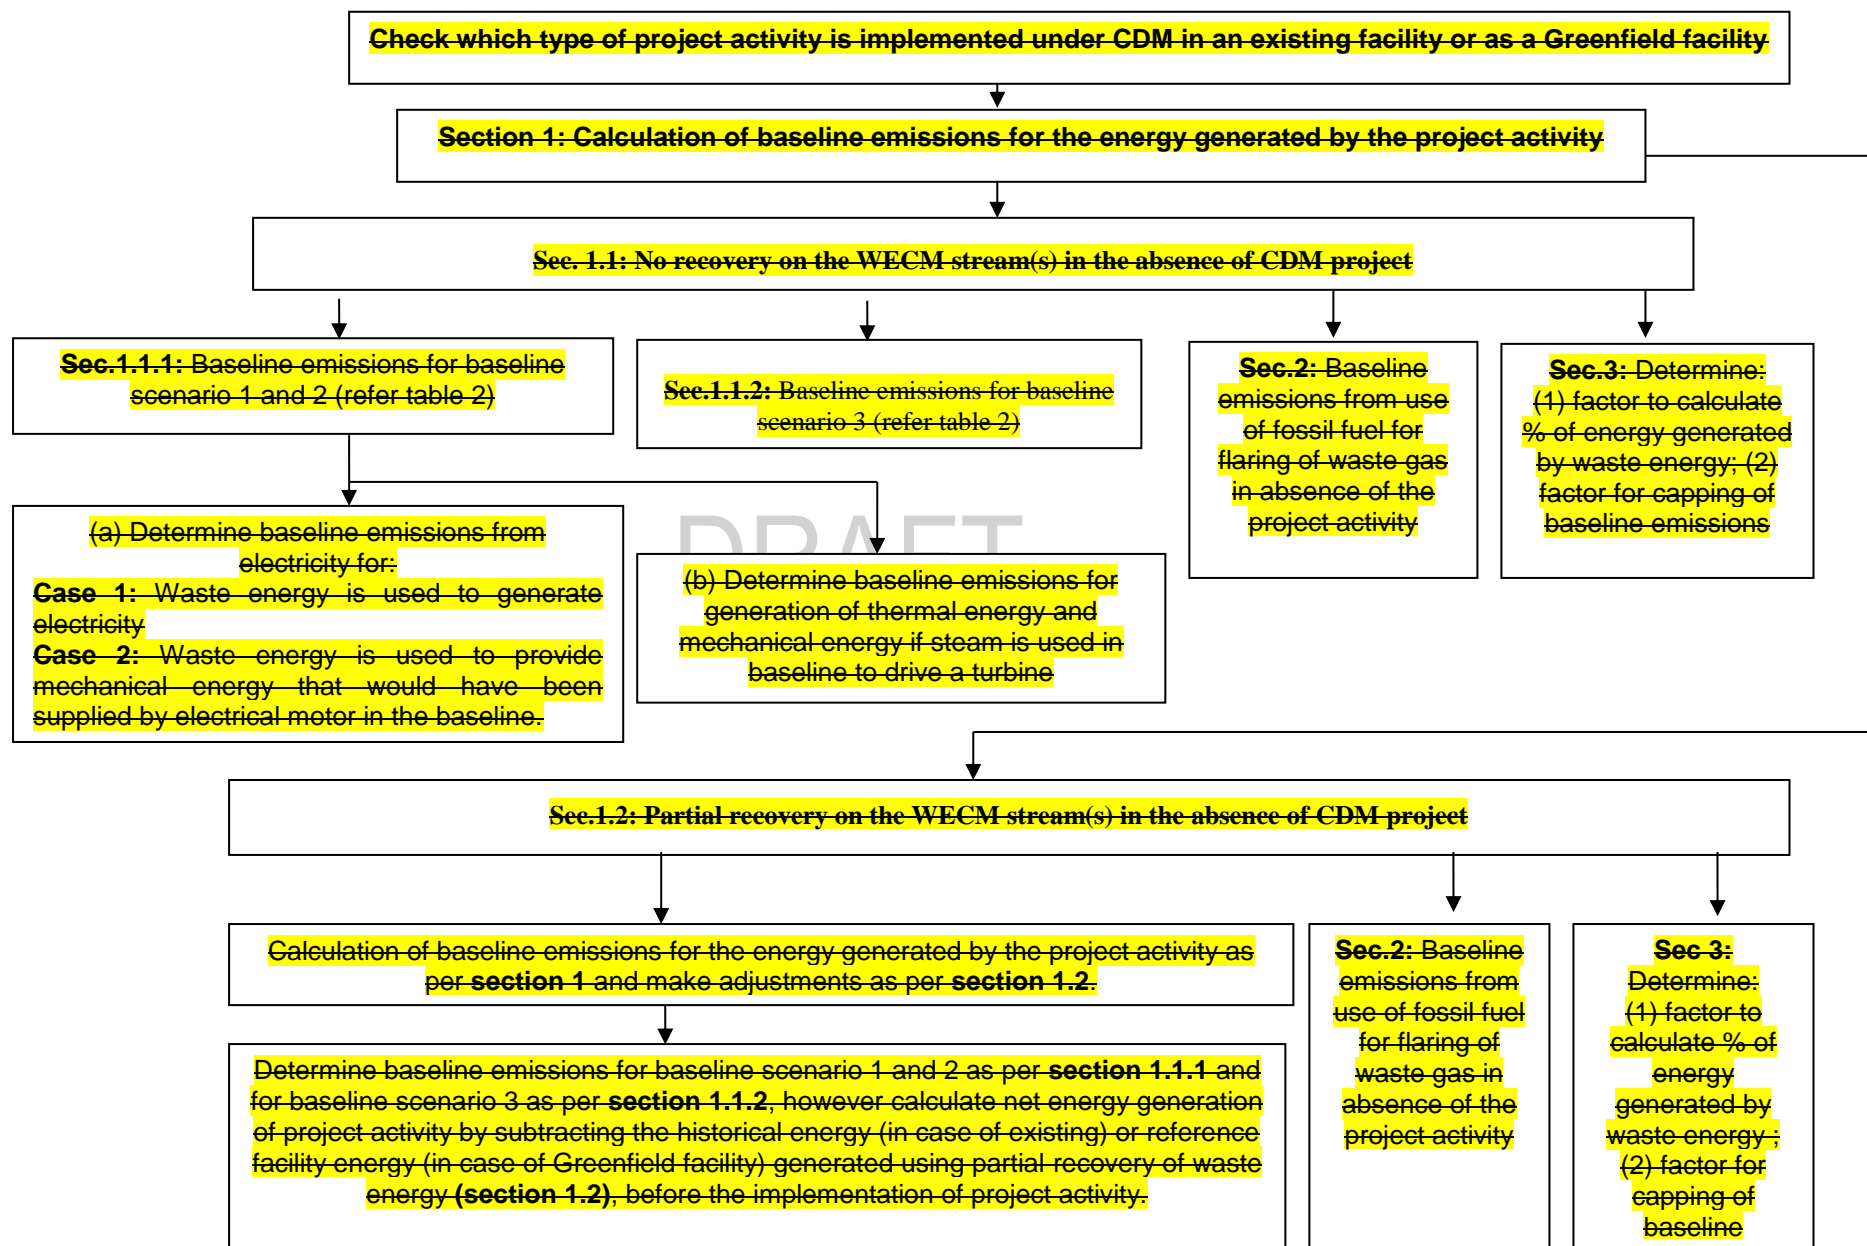 Check which type of project activity is implemented under CDM in an existing facility or as a Greenfield facility
Section 1: Calculation of baseline emissions for the energy generated by the project activity
Sec. 1.1: No recovery on the WECM stream(s) in the absence of CDM project
Sec.1.1.1: Baseline emissions for baseline
scenario 1 and 2 (refer table 2)
Sec.1.1.2: Baseline emissions for baseline
scenario 3 (refer table 2)
Sec.2: Baseline
emissions from use
of fossil fuel for
flaring of waste gas
in absence of the
project activity
Sec.3: Determine:
(1) factor to calculate
% of energy generated
by waste energy; (2)
factor for capping of
baseline emissions
(a) Determine baseline emissions from
electricity for:
Case 1: Waste energy is used to generate
electricity
Case 2: Waste energy is used to provide
mechanical energy that would have been
supplied by electrical motor in the baseline.
DRAFT
(b) Determine baseline emissions for
generation of thermal energy and
mechanical energy if steam is used in
baseline to drive a turbine
Sec.1.2: Partial recovery on the WECM stream(s) in the absence of CDM project
Calculation of baseline emissions for the energy generated by the project activity as
per section 1 and make adjustments as per section 1.2.
Determine baseline emissions for baseline scenario 1 and 2 as per section 1.1.1 and
for baseline scenario 3 as per section 1.1.2, however calculate net energy generation
of project activity by subtracting the historical energy (in case of existing) or reference
facility energy (in case of Greenfield facility) generated using partial recovery of waste
energy (section 1.2), before the implementation of project activity.
Sec.2: Baseline
emissions from
use of fossil fuel
for flaring of
waste gas in
absence of the
project activity
Sec 3:
Determine:
(1) factor to
calculate % of
energy
generated by
waste energy ;
(2) factor for
capping of
baseline